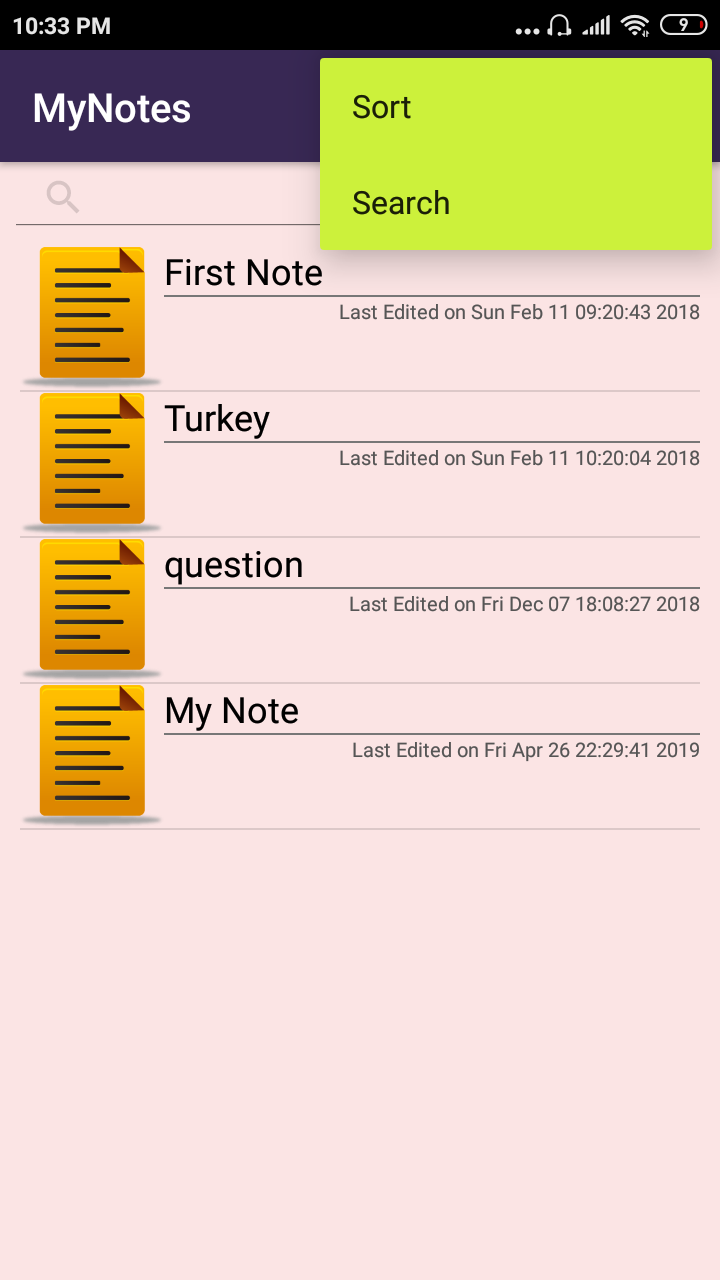 10:33 PM
9
MyNotes
Sort
Search
First Note
Last Edited on Sun Feb 11 09:20:43 2018
Turkey
Last Edited on Sun Feb 11 10:20:04 2018
question
Last Edited on Fri Dec 07 18:08:27 2018
My Note
Last Edited on Fri Apr 26 22:29:41 2019